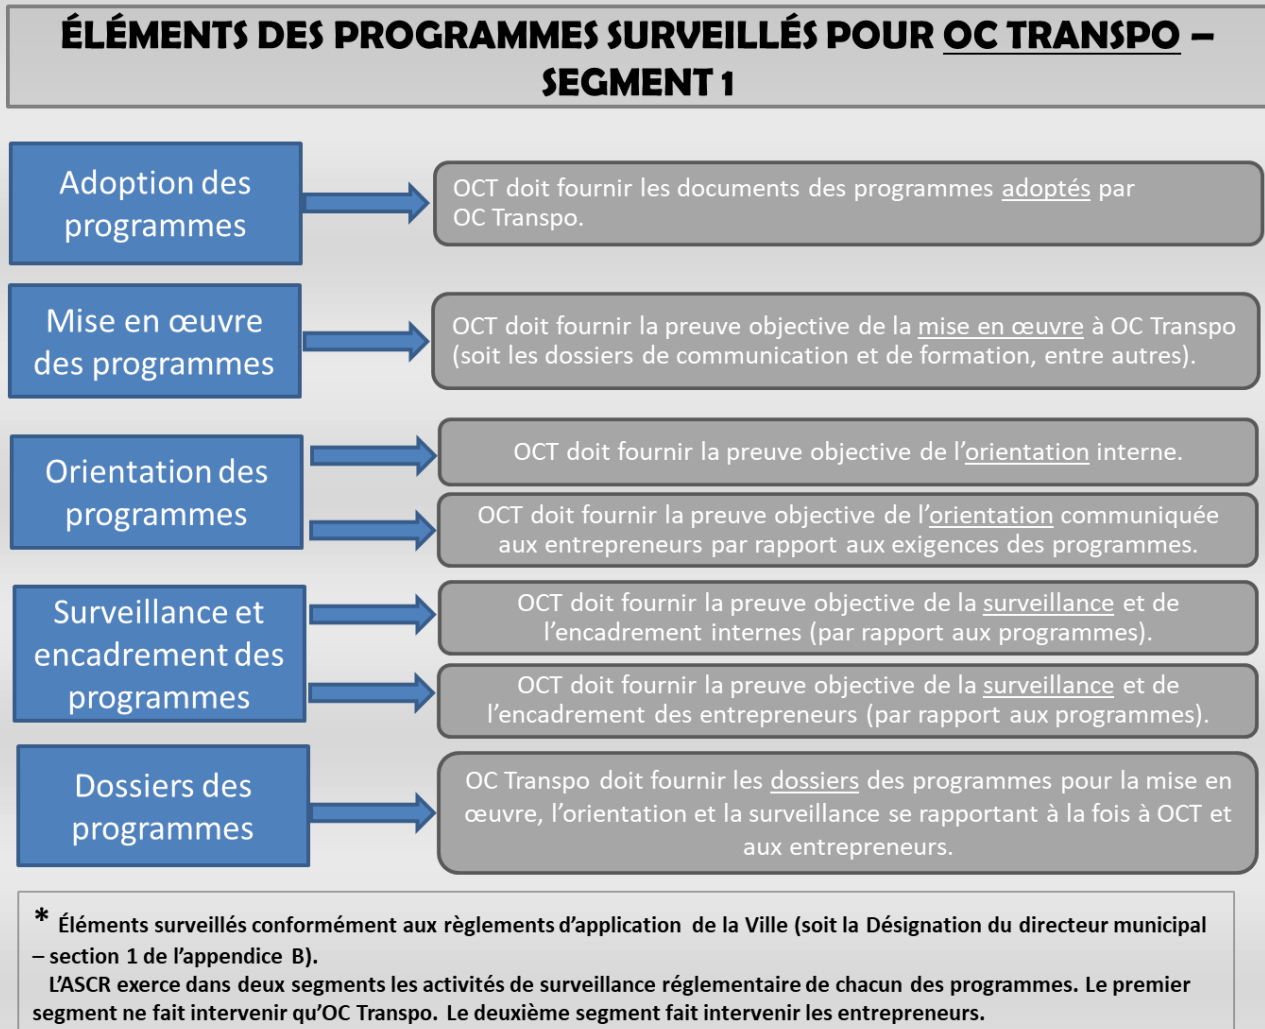 ÉLÉMENTS DES PROGRAMMES SURVEILLÉS POUR OC TRANSPO –
SEGMENT 1
Adoption des
programmes
OCT doit fournir les documents des programmes adoptés par
OC Transpo.
Mise en œuvre
des programmes
OCT doit fournir la preuve objective de la mise en œuvre à OC Transpo
(soit les dossiers de communication et de formation, entre autres).
Orientation des
programmes
OCT doit fournir la preuve objective de l’orientation interne.
OCT doit fournir la preuve objective de l’orientation communiquée
aux entrepreneurs par rapport aux exigences des programmes.
Surveillance et
encadrement des
programmes
OCT doit fournir la preuve objective de la surveillance et de
l’encadrement internes (par rapport aux programmes).
OCT doit fournir la preuve objective de la surveillance et de
l’encadrement des entrepreneurs (par rapport aux programmes).
Dossiers des
programmes
OC Transpo doit fournir les dossiers des programmes pour la mise en
œuvre, l’orientation et la surveillance se rapportant à la fois à OCT et
aux entrepreneurs.
* Éléments surveillés conformément aux règlements d’application de la Ville (soit la Désignation du directeur municipal
– section 1 de l’appendice B).
L’ASCR exerce dans deux segments les activités de surveillance réglementaire de chacun des programmes. Le premier
segment ne fait intervenir qu’OC Transpo. Le deuxième segment fait intervenir les entrepreneurs.